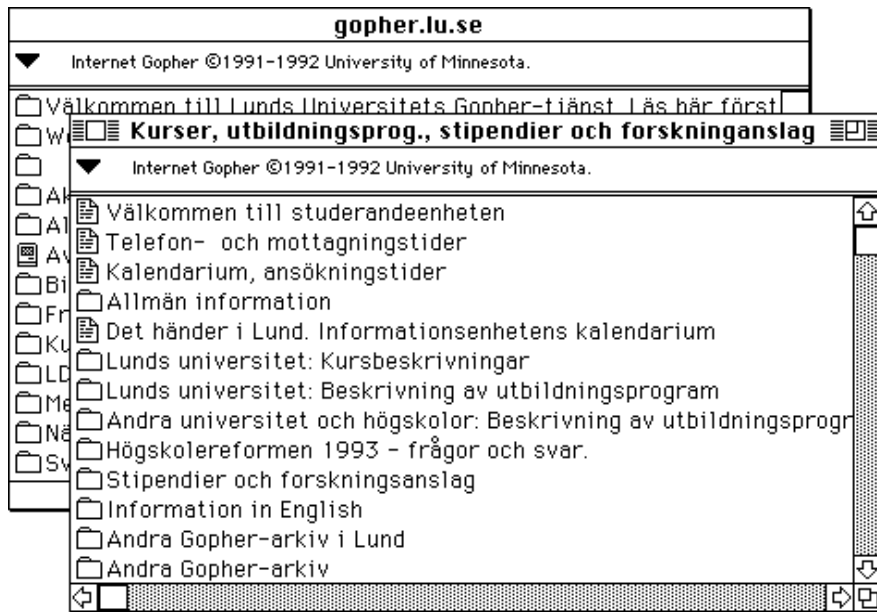 gopher.lu.se
Internet Gopher ©1991-1992 University of Minnesota.
Välkommen till Lunds Universitets Gopher-tjänst. Läs här först
Kurser, utbildningsprog., stipendier och forskninganslag
Internet Gopher ©1991-1992 University of Minnesota.
Välkommen till studerandeenheten
Telefon- och mottagningstider
Kalendarium, ansökningstider
Allmän information
Det händer i Lund. Informationsenhetens kalendarium
Lunds universitet: Kursbeskrivningar
Lunds universitet: Beskrivning av utbildningsprogram
Andra universitet och högskolor: Beskrivning av utbildningsprogr
Högskolereformen 1993 - frågor och svar.
Stipendier och forskningsanslag
Information in English
Andra Gopher-arkiv i Lund
Andra Gopher-arkiv